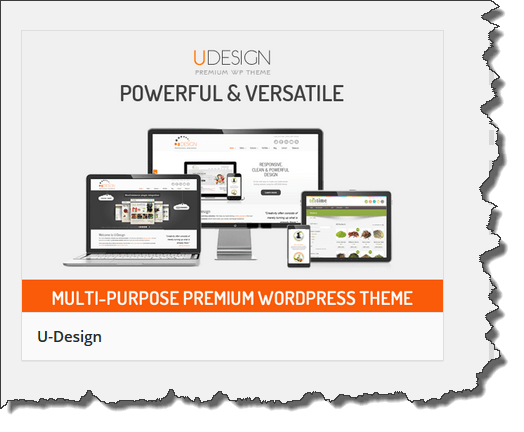 UDESIGN
PREMIUM WP THEME
POWERFUL & VERSATILE
RESPONSIVE
CLEAN & POWERFUL
DESIGN
MULTI-PURPOSE PREMIUM WORDPRESS THEME
U-Design